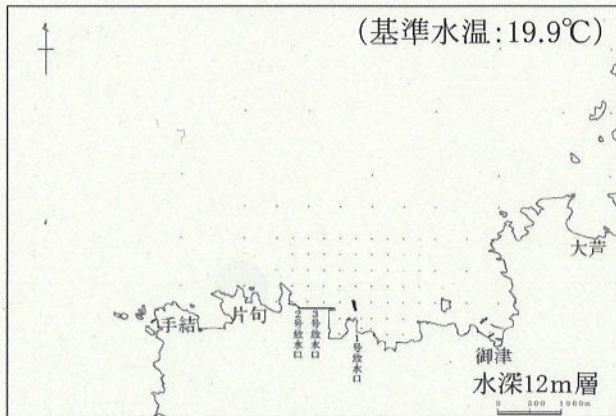 (基準水温:19.9℃)
大芦
手結
片句
2号放水口
3号放水口
1号放水口
御津
水深12m層
0 500 1000m